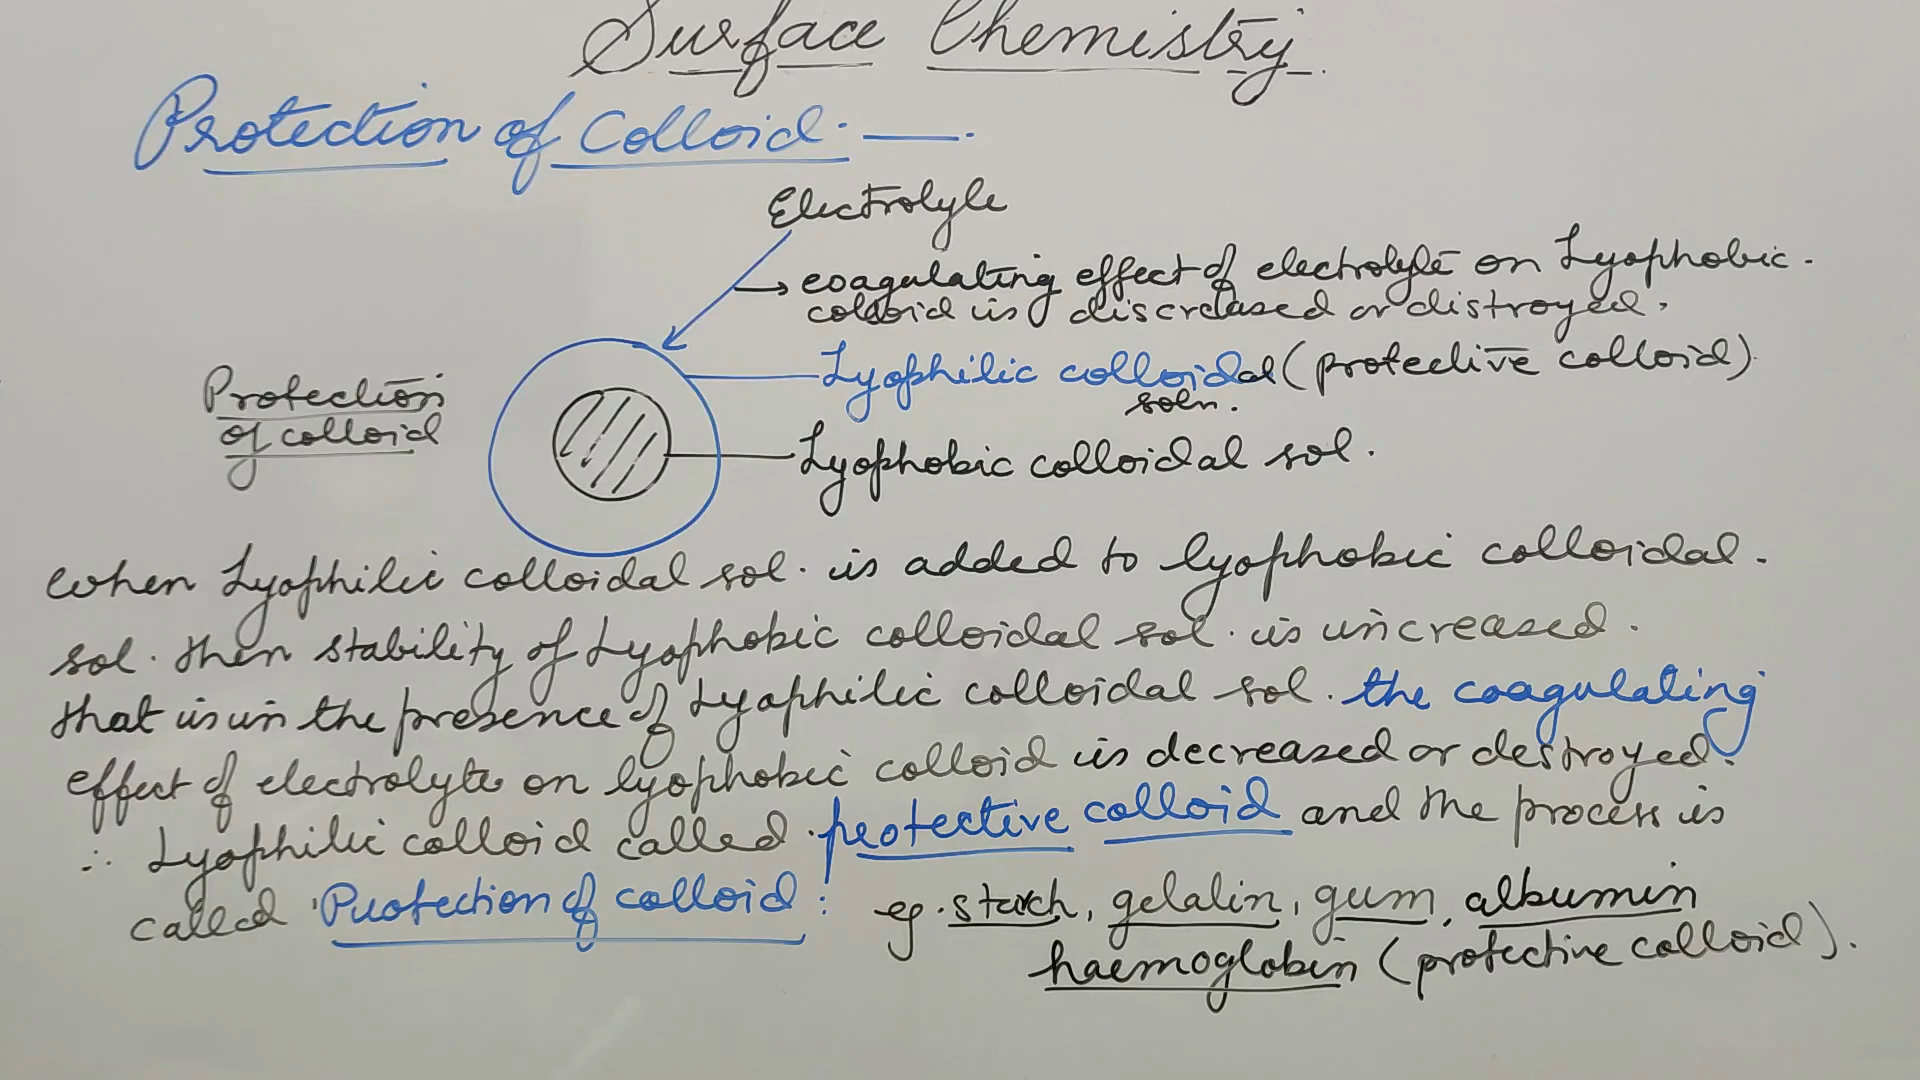 Surface Chemistry
Protection of Colloid. —.
Electrolyle
→ coagulating effect of electrolyte on Lyophobic.
colloid is discreased or distroyed.
Lyophilic colloidal (protective colloid)
soln.
Protection
of colloid
Lyophobic colloidal sol.
When Lyophilic colloidal sol. is added to lyophobic colloidal.
sol. then stability of Lyophobic colloidal sol. is increased.
that is in the presence of Lyophilic colloidal sol. the coagulating
effect of electrolyte on lyophobic colloid is decreased or destroyed.
∴ Lyophilic colloid called protective colloid and the process is
called 'Protection of colloid:
eg. starch, gelatin, gum, albumin
haemoglobin (protective colloid).